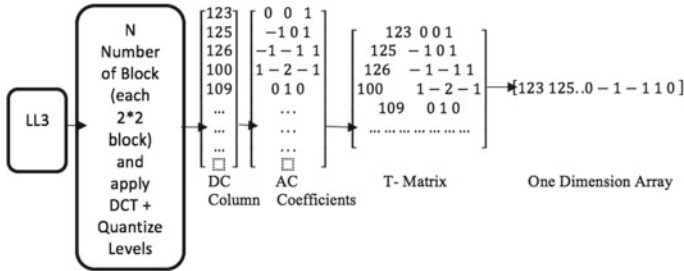 LL3
N
Number
of Block
(each
2*2
block)
and
apply
DCT +
Quantize
Levels
123
125
126
100
109
...
...
...
DC
Column
0 0 1
−1 0 1
−1 − 1 1
1 − 2 − 1
0 1 0
...
...
...
AC
Coefficients
123 0 0 1
125 − 1 0 1
126 − 1 − 1 1
100 1 − 2 − 1
109 0 1 0
... ... ... ... ... ... ...
T- Matrix
[123 125..0 − 1 − 1 1 0 ]
One Dimension Array